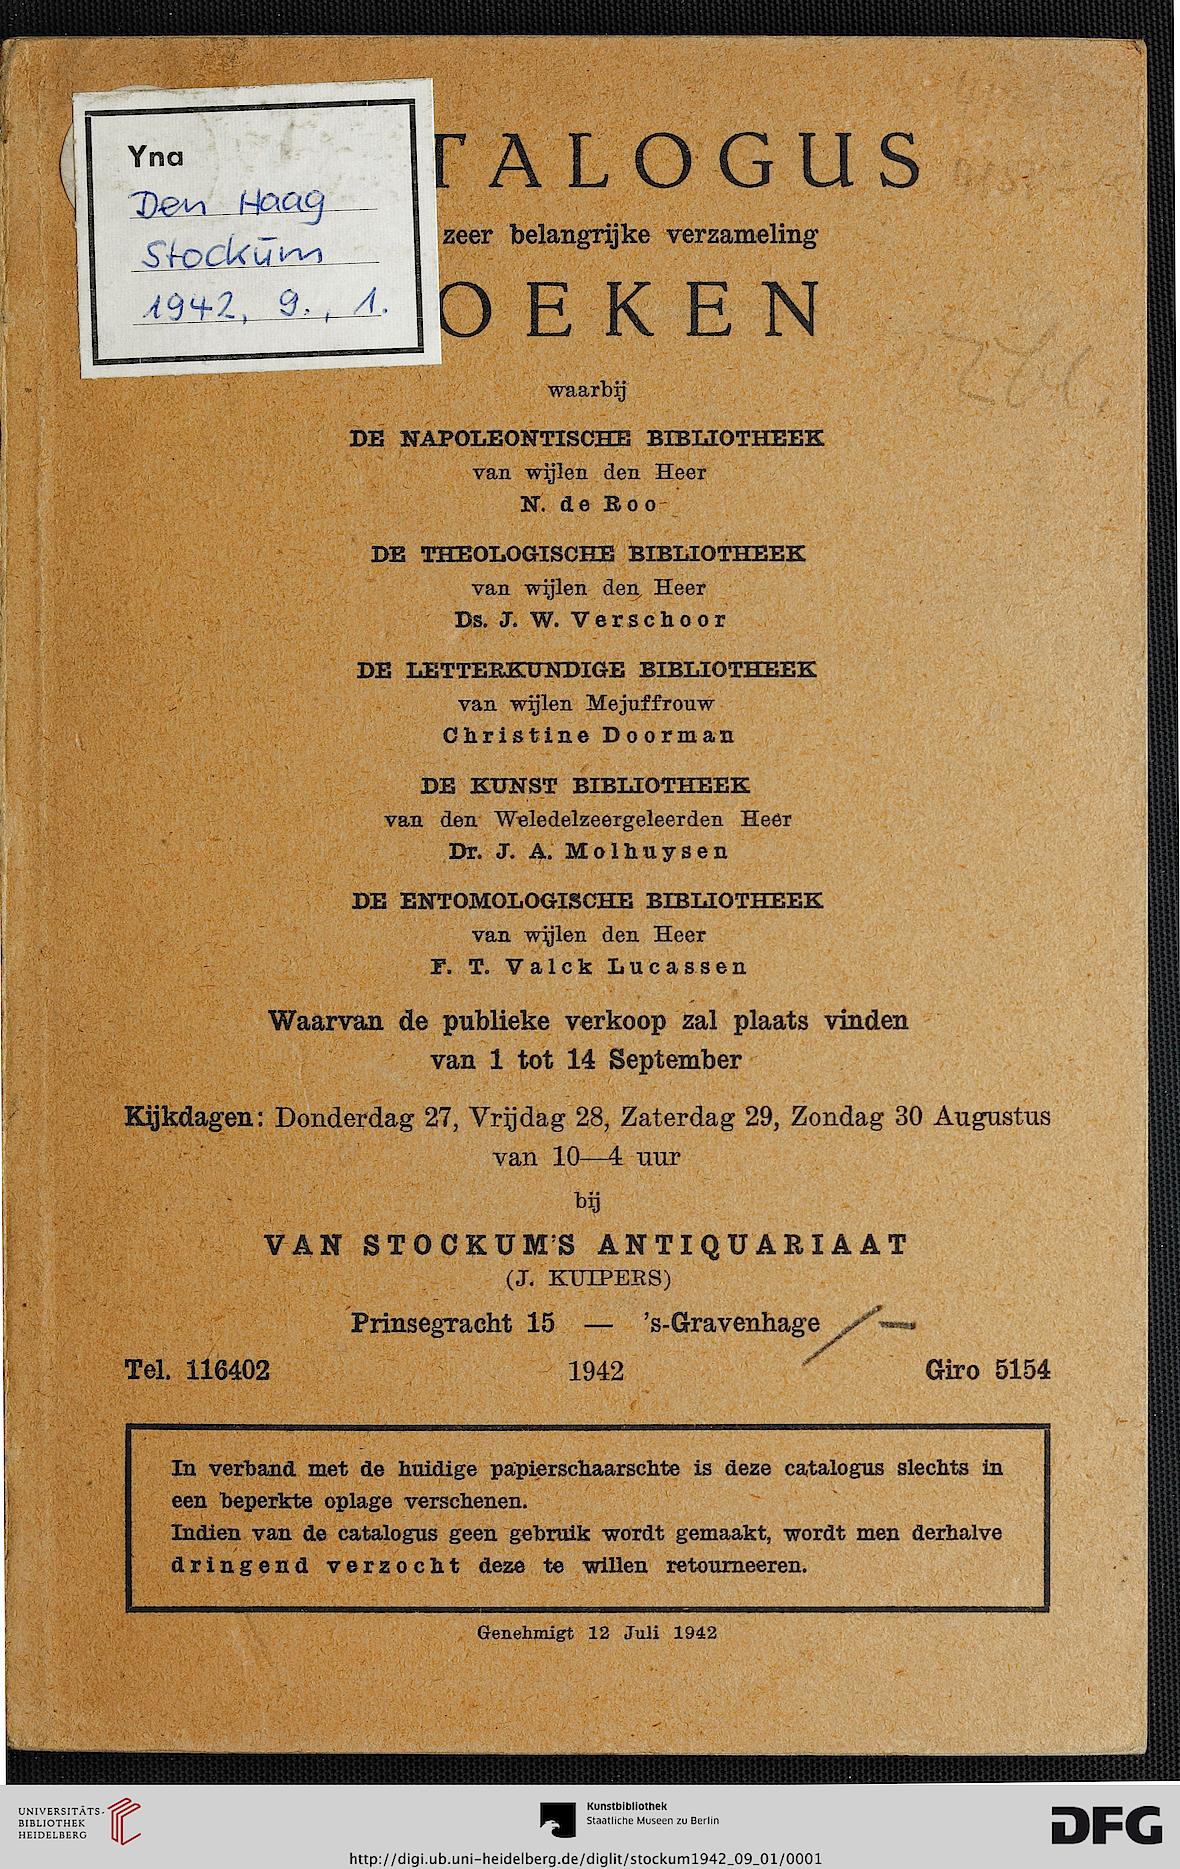 Yna
Den Haag
Stockum
1942, 9., 1.
TALOGUS
zeer belangrijke verzameling
OEKEN
waarbij
DE NAPOLEONTISCHE BIBLIOTHEEK
van wijlen den Heer
N. de Roo
DE THEOLOGISCHE BIBLIOTHEEK
van wijlen den Heer
Ds. J. W. Verschoor
DE LETTERKUNDIGE BIBLIOTHEEK
van wijlen Mejuffrouw
Christine Doorman
DE KUNST BIBLIOTHEEK
van den Weledelzeergeleerden Heer
Dr. J. A. Molhuysen
DE ENTOMOLOGISCHE BIBLIOTHEEK
van wijlen den Heer
F. T. Valck Lucassen
Waarvan de publieke verkoop zal plaats vinden
van 1 tot 14 September
Kijkdagen: Donderdag 27, Vrijdag 28, Zaterdag 29, Zondag 30 Augustus
van 10—4 uur
bij
VAN STOCKUM'S ANTIQUARIAAT
(J. KUIPERS)
Prinsegracht 15 — 's-Gravenhage
Tel. 116402 1942 Giro 5154
In verband met de huidige papierschaarschte is deze catalogus slechts in
een beperkte oplage verschenen.
Indien van de catalogus geen gebruik wordt gemaakt, wordt men derhalve
dringend verzocht deze te willen retourneeren.
Genehmigt 12 Juli 1942
UNIVERSITÄTS-
BIBLIOTHEK
HEIDELBERG
Kunstbibliothek
Staatliche Museen zu Berlin
DFG
http://digi.ub.uni-heidelberg.de/diglit/stockum1942_09_01/0001